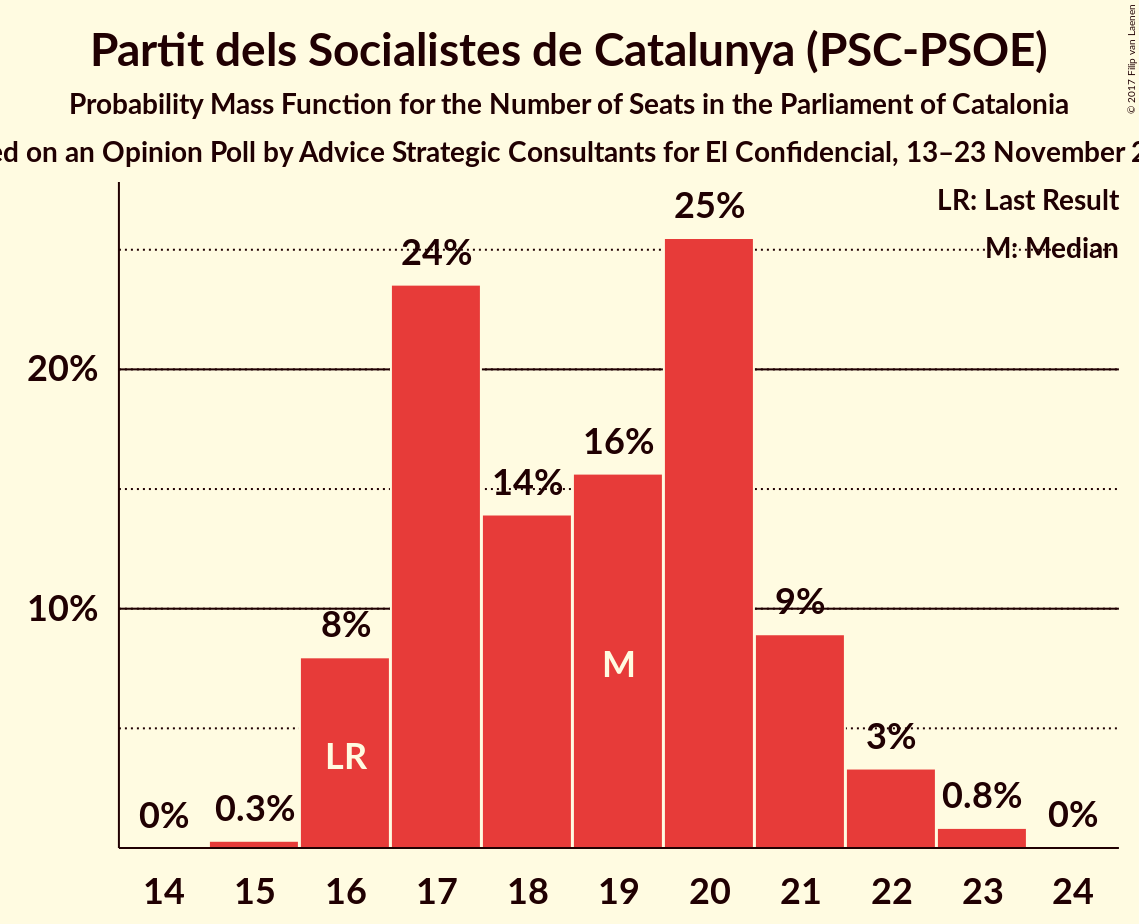 Partit dels Socialistes de Catalunya (PSC-PSOE)
Probability Mass Function for the Number of Seats in the Parliament of Catalonia
on an Opinion Poll by Advice Strategic Consultants for El Confidencial, 13–23 November
© 2017 Filip van Laenen
LR: Last Result
M: Median
25%
24%
20%
16%
14%
10%
9%
8%
M
3%
LR
0.8%
0.3%
0%
0%
14 15 16 17 18 19 20 21 22 23 24